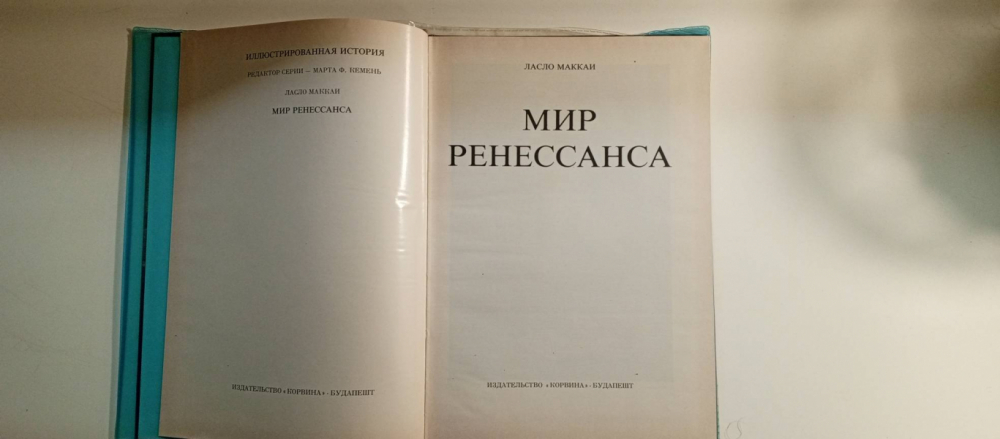 ИЛЛЮСТРИРОВАННАЯ ИСТОРИЯ
РЕДАКТОР СЕРИИ — МАРТА Ф. КЕМЕНЬ
ЛАСЛО МАККАИ
МИР РЕНЕССАНСА
ИЗДАТЕЛЬСТВО «КОРВИНА» · БУДАПЕШТ
ЛАСЛО МАККАИ
МИР
РЕНЕССАНСА
ИЗДАТЕЛЬСТВО «КОРВИНА» · БУДАПЕШТ